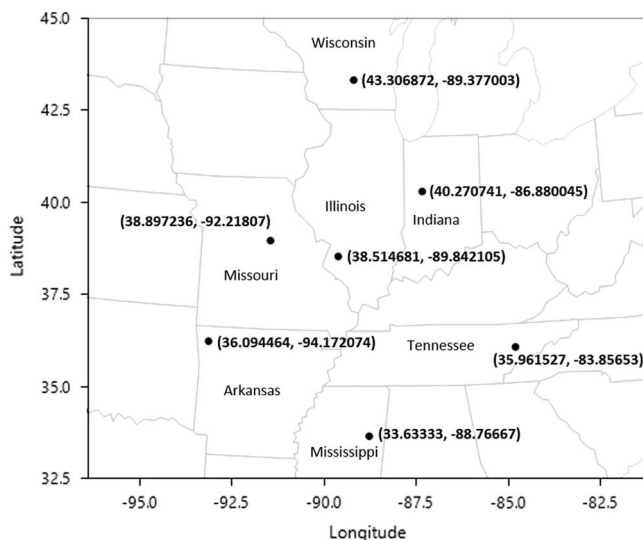 45.0
Wisconsin
(43.306872, -89.377003)
42.5
40.0
(40.270741, -86.880045)
Illinois
Indiana
(38.897236, -92.21807)
(38.514681, -89.842105)
Missouri
37.5
(36.094464, -94.172074)
Tennessee
(35.961527, -83.85653)
35.0
Arkansas
(33.63333, -88.76667)
Mississippi
32.5
Latitude
-95.0 -92.5 -90.0 -87.5 -85.0 -82.5
Longitude